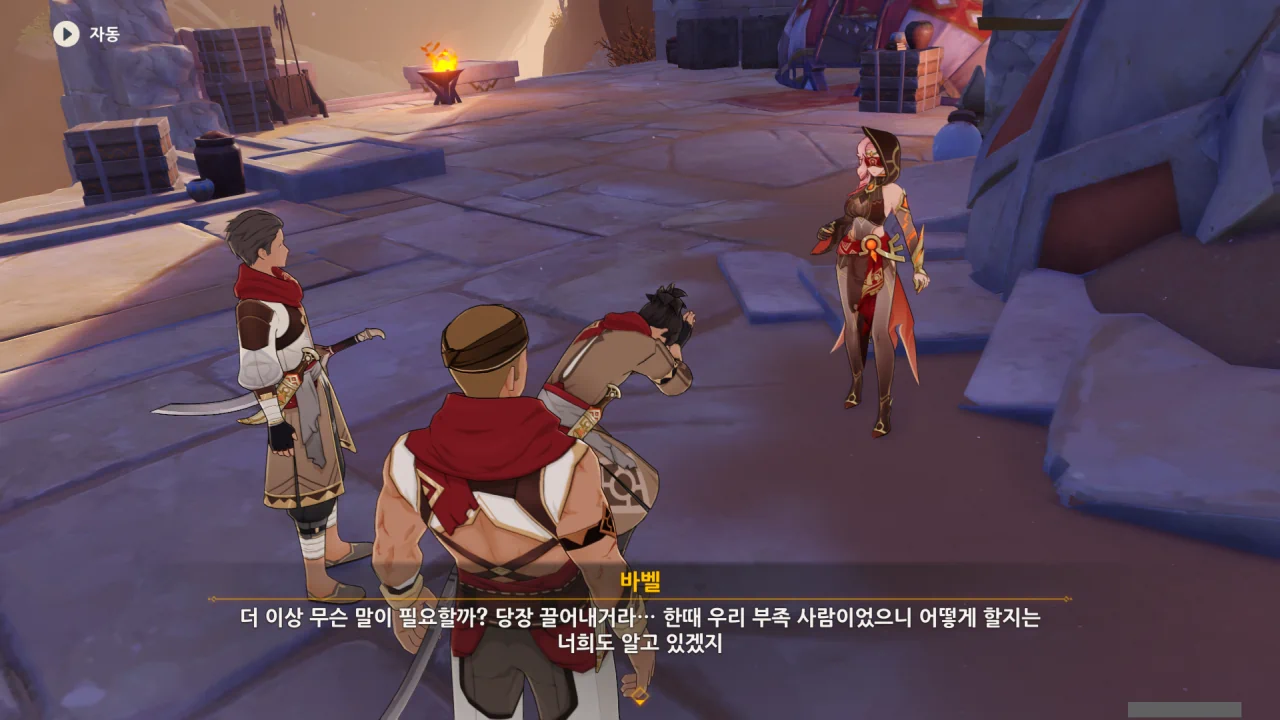 자동
바벨
더 이상 무슨 말이 필요할까? 당장 끌어내거라… 한때 우리 부족 사람이었으니 어떻게 할지는
너희도 알고 있겠지